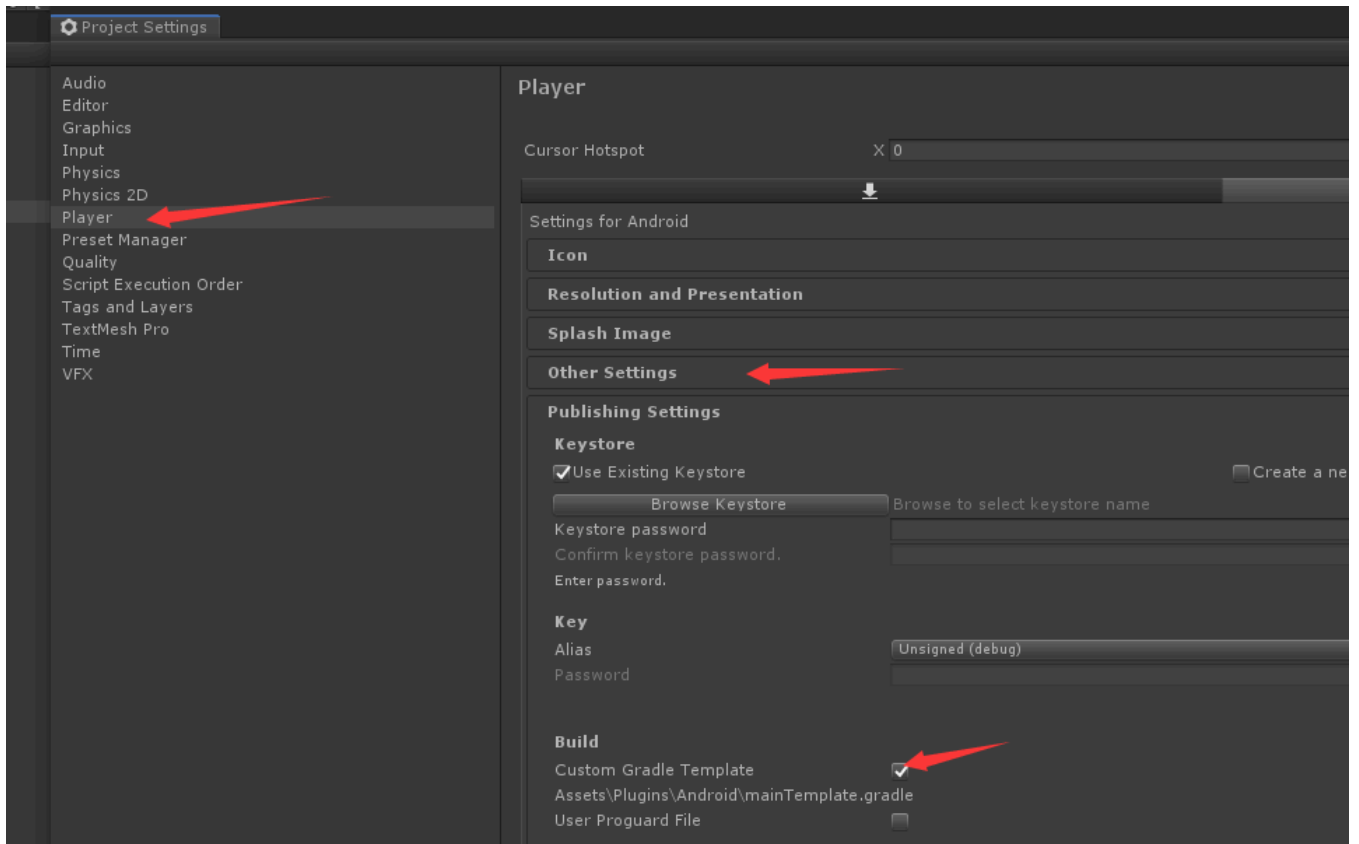 Project Settings
Audio
Editor
Graphics
Input
Physics
Physics 2D
Player
Preset Manager
Quality
Script Execution Order
Tags and Layers
TextMesh Pro
Time
VFX
Player
Cursor Hotspot X 0
Settings for Android
Icon
Resolution and Presentation
Splash Image
Other Settings
Publishing Settings
Keystore
Use Existing Keystore Create a ne
Browse Keystore Browse to select keystore name
Keystore password
Confirm keystore password.
Enter password.
Key
Alias Unsigned (debug)
Password
Build
Custom Gradle Template
Assets\Plugins\Android\mainTemplate.gradle
User Proguard File